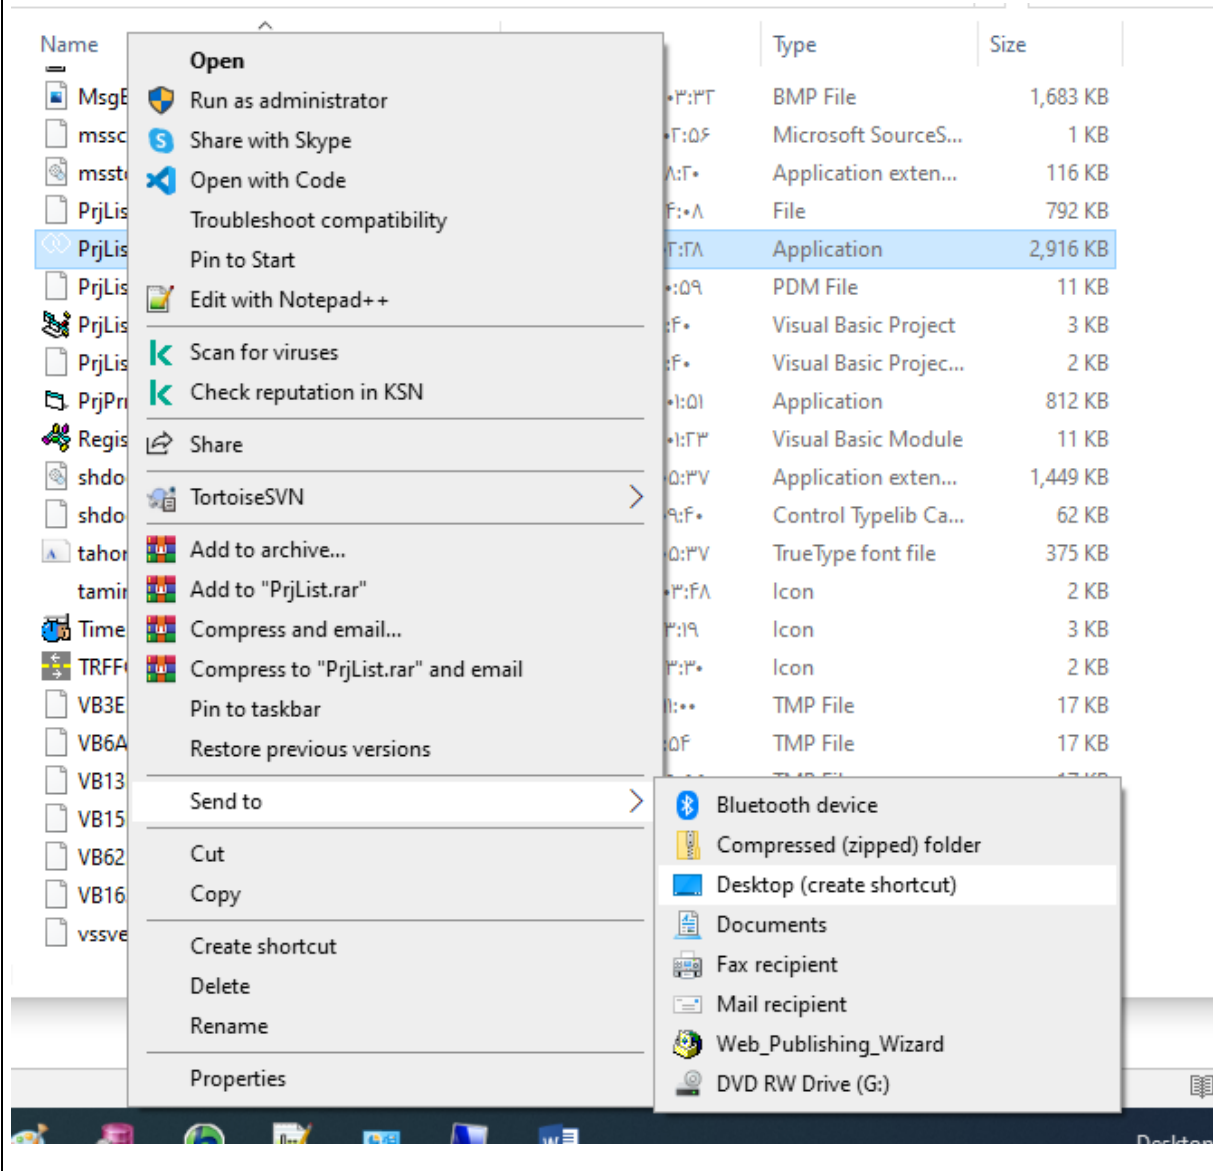 Name Type Size
Open
Run as administrator
Share with Skype
Open with Code
Troubleshoot compatibility
Pin to Start
Edit with Notepad++
Scan for viruses
Check reputation in KSN
Share
TortoiseSVN
Add to archive...
Add to "PrjList.rar"
Compress and email...
Compress to "PrjList.rar" and email
Pin to taskbar
Restore previous versions
Send to
Cut
Copy
Create shortcut
Delete
Rename
Properties
BMP File 1,683 KB
Microsoft SourceS... 1 KB
Application exten... 116 KB
File 792 KB
Application 2,916 KB
PDM File 11 KB
Visual Basic Project 3 KB
Visual Basic Projec... 2 KB
Application 812 KB
Visual Basic Module 11 KB
Application exten... 1,449 KB
Control Typelib Ca... 62 KB
TrueType font file 375 KB
Icon 2 KB
Icon 3 KB
Icon 2 KB
TMP File 17 KB
TMP File 17 KB
Bluetooth device
Compressed (zipped) folder
Desktop (create shortcut)
Documents
Fax recipient
Mail recipient
Web_Publishing_Wizard
DVD RW Drive (G:)